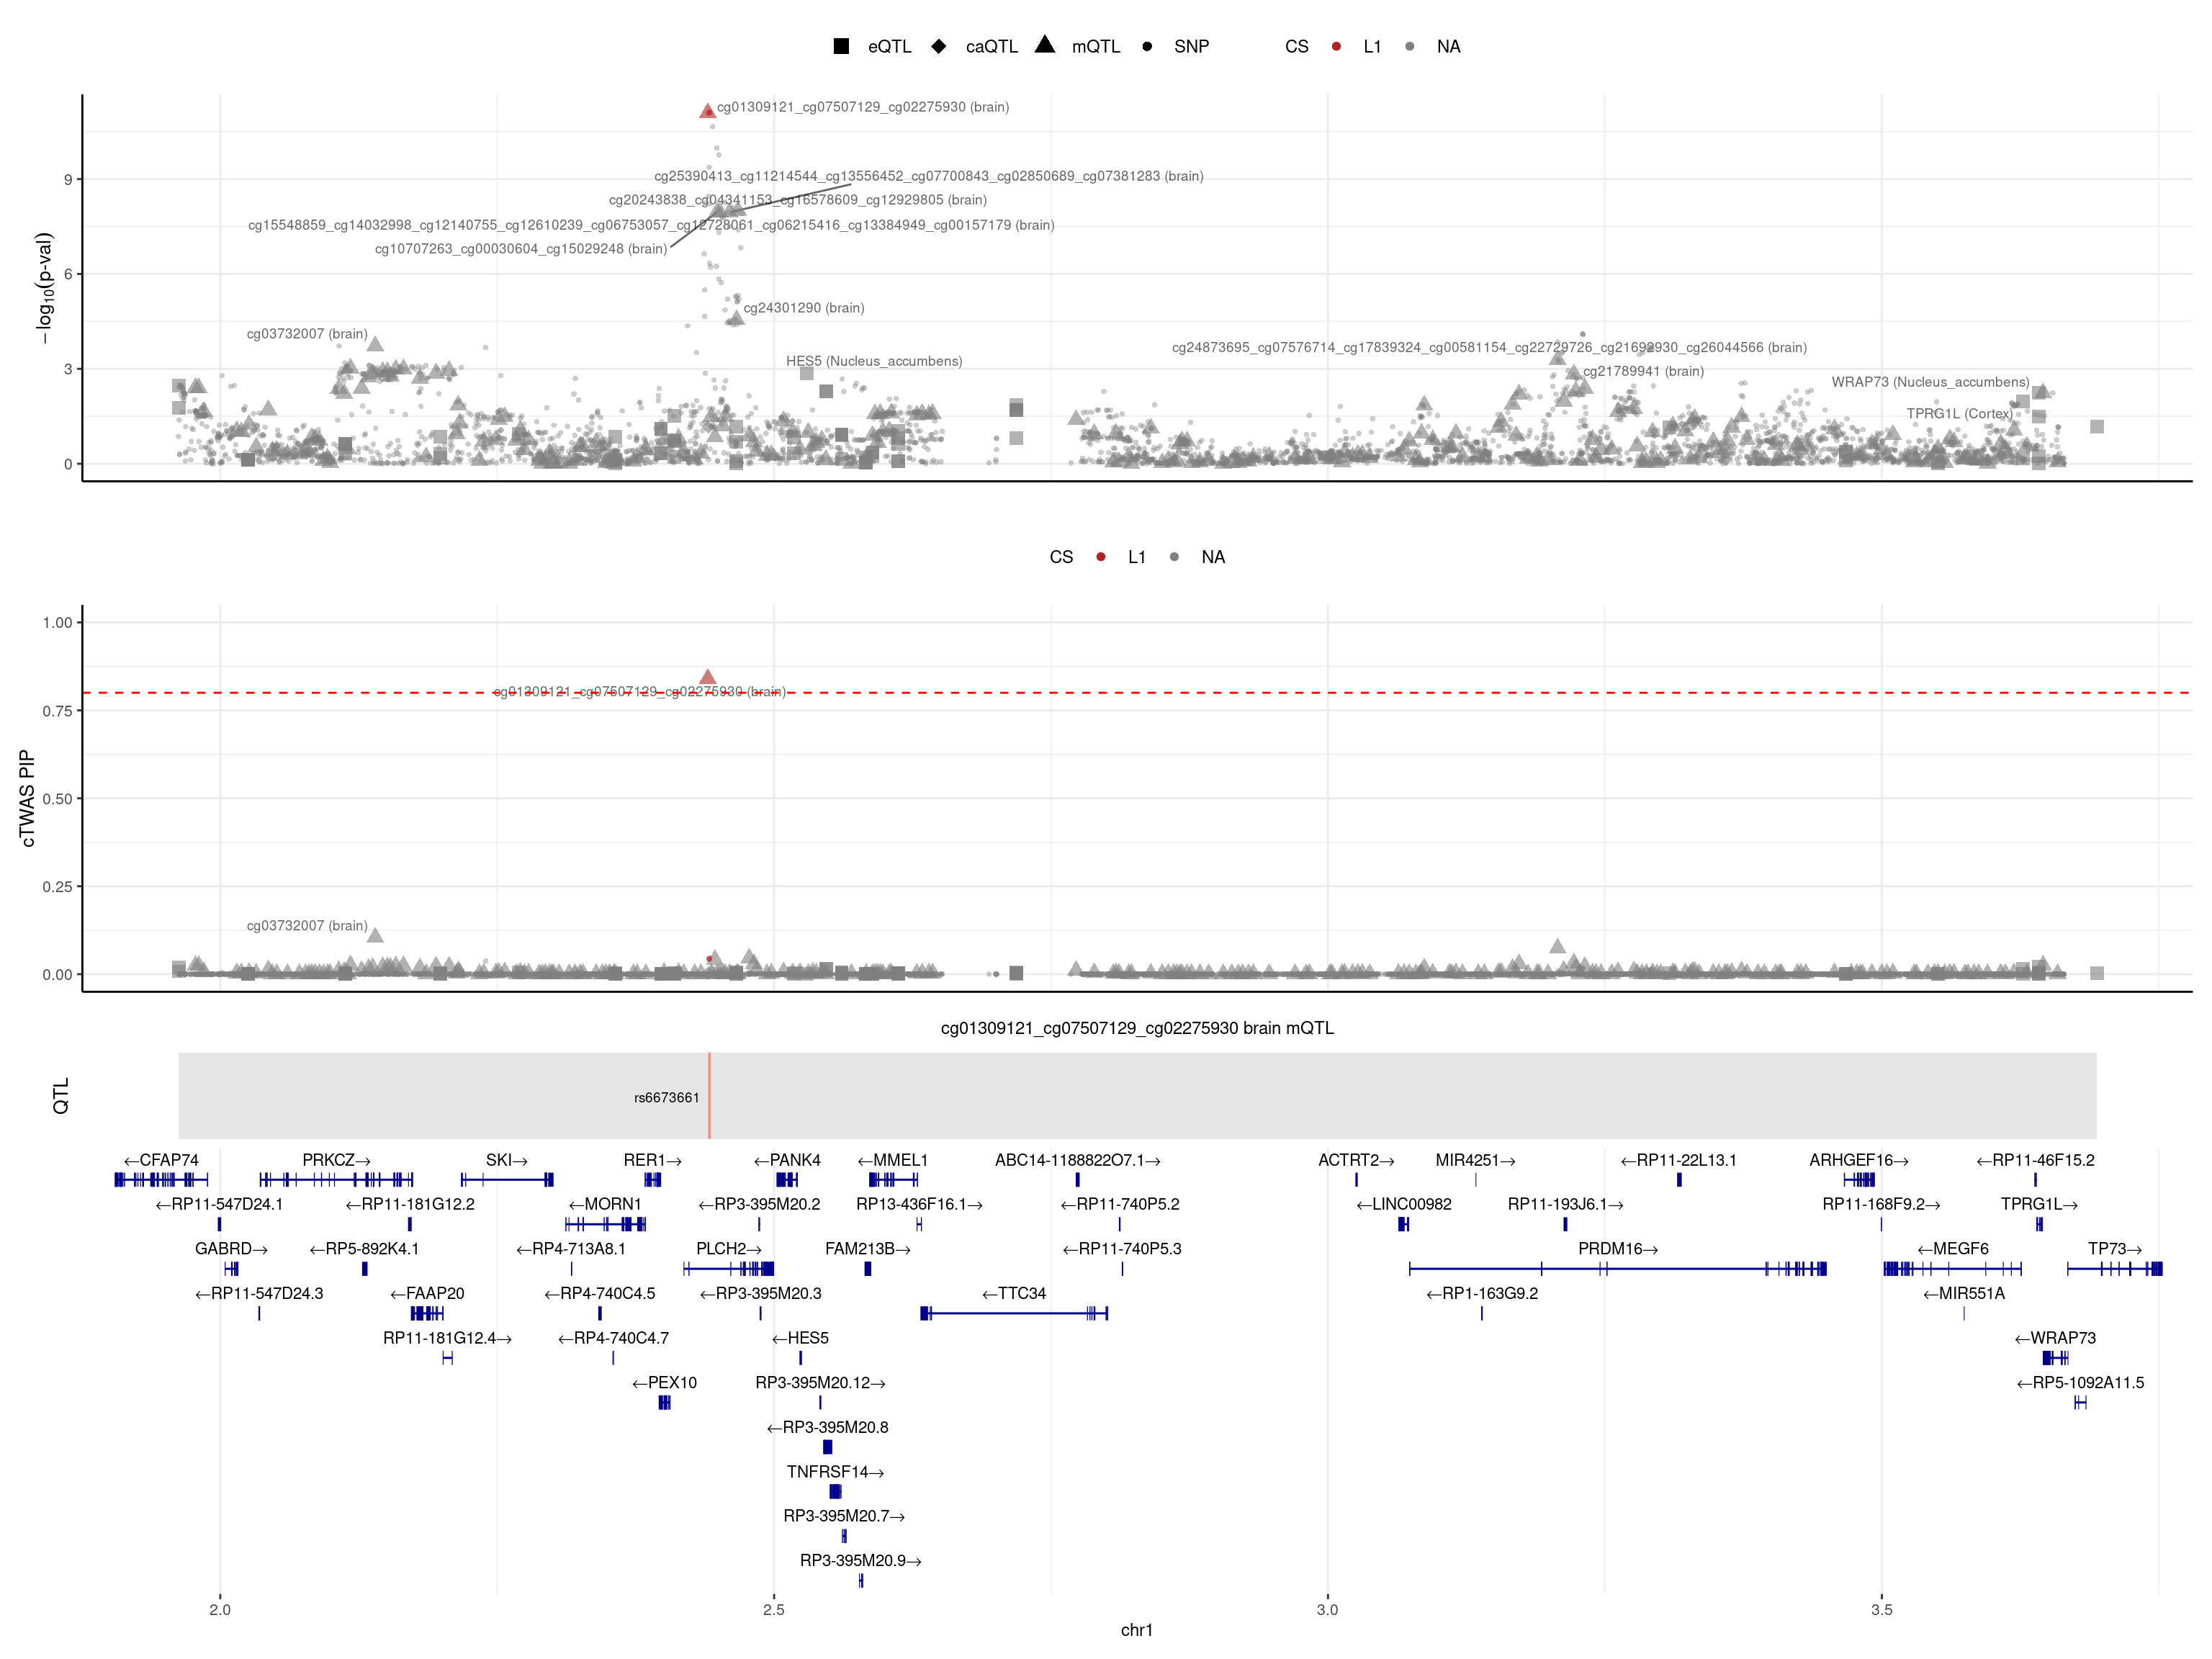 eQTL caQTL mQTL SNP CS L1 NA
cg01309121_cg07507129_cg02275930 (brain)
cg25390413_cg11214544_cg13556452_cg07700843_cg02850689_cg07381283 (brain)
cg20243838_cg04341153_cg16578609_cg12929805 (brain)
cg15548859_cg14032998_cg12140755_cg12610239_cg06753057_cg12728061_cg06215416_cg13384949_cg00157179 (brain)
cg10707263_cg00030604_cg15029248 (brain)
cg24301290 (brain)
cg03732007 (brain)
HES5 (Nucleus_accumbens)
cg24873695_cg07576714_cg17839324_cg00581154_cg22729726_cg21692930_cg26044566 (brain)
cg21789941 (brain)
WRAP73 (Nucleus_accumbens)
TPRG1L (Cortex)
9
6
3
0
−log10(p-val)
CS L1 NA
1.00
0.75
0.50
0.25
0.00
cTWAS PIP
cg01309121_cg07507129_cg02275930 (brain)
cg03732007 (brain)
cg01309121_cg07507129_cg02275930 brain mQTL
QTL
rs6673661
←CFAP74 PRKCZ→ SKI→ RER1→ ←PANK4 ←MMEL1 ABC14-1188822O7.1→ ACTRT2→ MIR4251→ ←RP11-22L13.1 ARHGEF16→ ←RP11-46F15.2
←RP11-547D24.1 ←RP11-181G12.2 ←MORN1 ←RP3-395M20.2 RP13-436F16.1→ ←RP11-740P5.2 ←LINC00982 RP11-193J6.1→ RP11-168F9.2→ TPRG1L→
GABRD→ ←RP5-892K4.1 ←RP4-713A8.1 PLCH2→ FAM213B→ ←RP11-740P5.3 PRDM16→ ←MEGF6 TP73→
←RP11-547D24.3 ←FAAP20 ←RP4-740C4.5 ←RP3-395M20.3 ←TTC34 ←RP1-163G9.2 ←MIR551A
RP11-181G12.4→ ←RP4-740C4.7 ←HES5 ←WRAP73
←PEX10 RP3-395M20.12→ ←RP5-1092A11.5
←RP3-395M20.8
TNFRSF14→
RP3-395M20.7→
RP3-395M20.9→
2.0 2.5 3.0 3.5
chr1